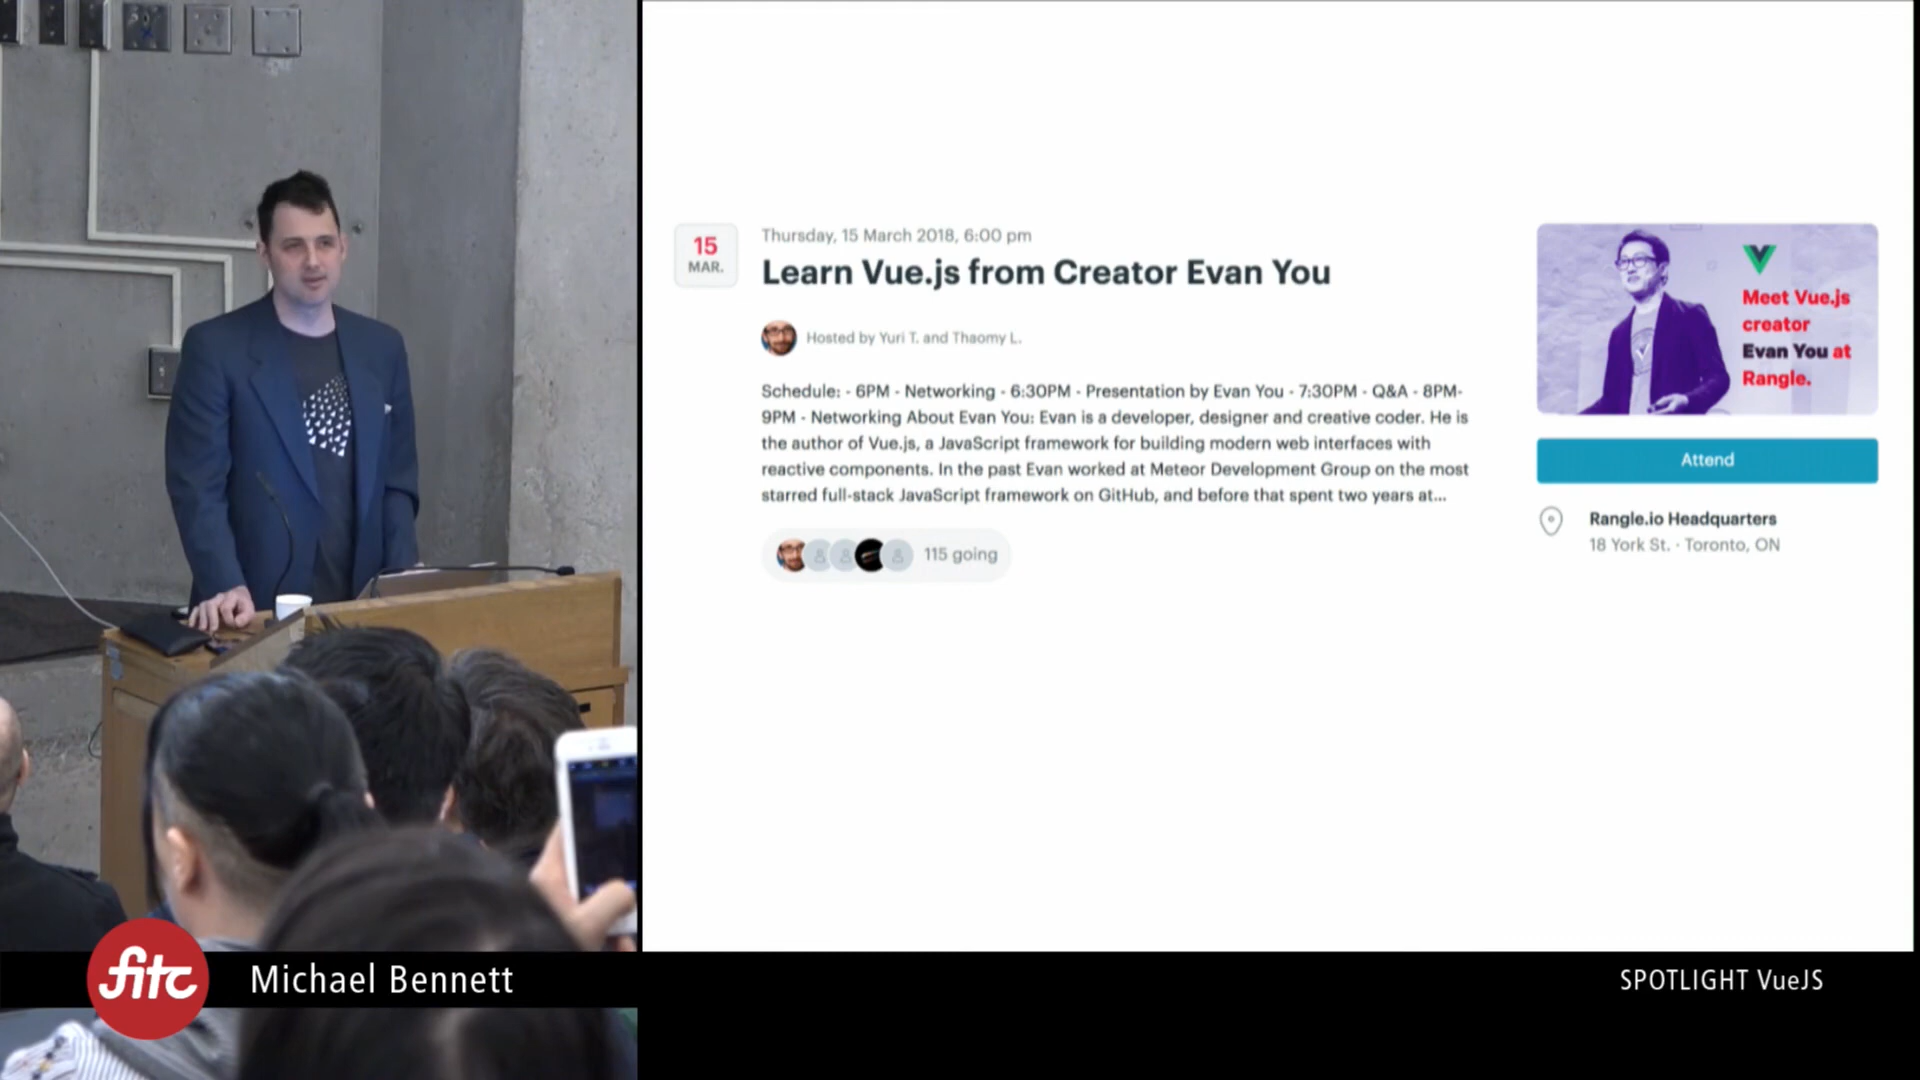 15
MAR.
Thursday, 15 March 2018, 6:00 pm
Learn Vue.js from Creator Evan You
Hosted by Yuri T. and Thaomy L.
Schedule: - 6PM - Networking - 6:30PM - Presentation by Evan You - 7:30PM - Q&A - 8PM-
9PM - Networking About Evan You: Evan is a developer, designer and creative coder. He is
the author of Vue.js, a JavaScript framework for building modern web interfaces with
reactive components. In the past Evan worked at Meteor Development Group on the most
starred full-stack JavaScript framework on GitHub, and before that spent two years at...
115 going
Meet Vue.js
creator
Evan You at
Rangle.
Attend
Rangle.io Headquarters
18 York St. · Toronto, ON
fitc
Michael Bennett
SPOTLIGHT VueJS